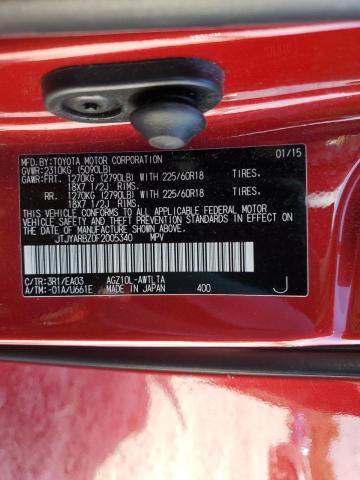 MFD.BY:TOYOTA MOTOR CORPORATION 01/15
GVWR:2310KG (5090LB)
GAWR:FRT. 1270KG (2790LB) WITH 225/60R18 TIRES.
18X7 1/2J RIMS.
RR. 1270KG (2790LB) WITH 225/60R18 TIRES.
18X7 1/2J RIMS.
THIS VEHICLE CONFORMS TO ALL APPLICABLE FEDERAL MOTOR VEHICLE
SAFETY, BUMPER, AND THEFT PREVENTION STANDARDS IN EFFECT ON
THE DATE OF MANUFACTURE SHOWN ABOVE.
JTJYARBZ0F2005340 MPV
C/TR:3R1/EA03 AGZ10L-AWTLTA J
A/TM:-01A/U661E MADE IN JAPAN 400